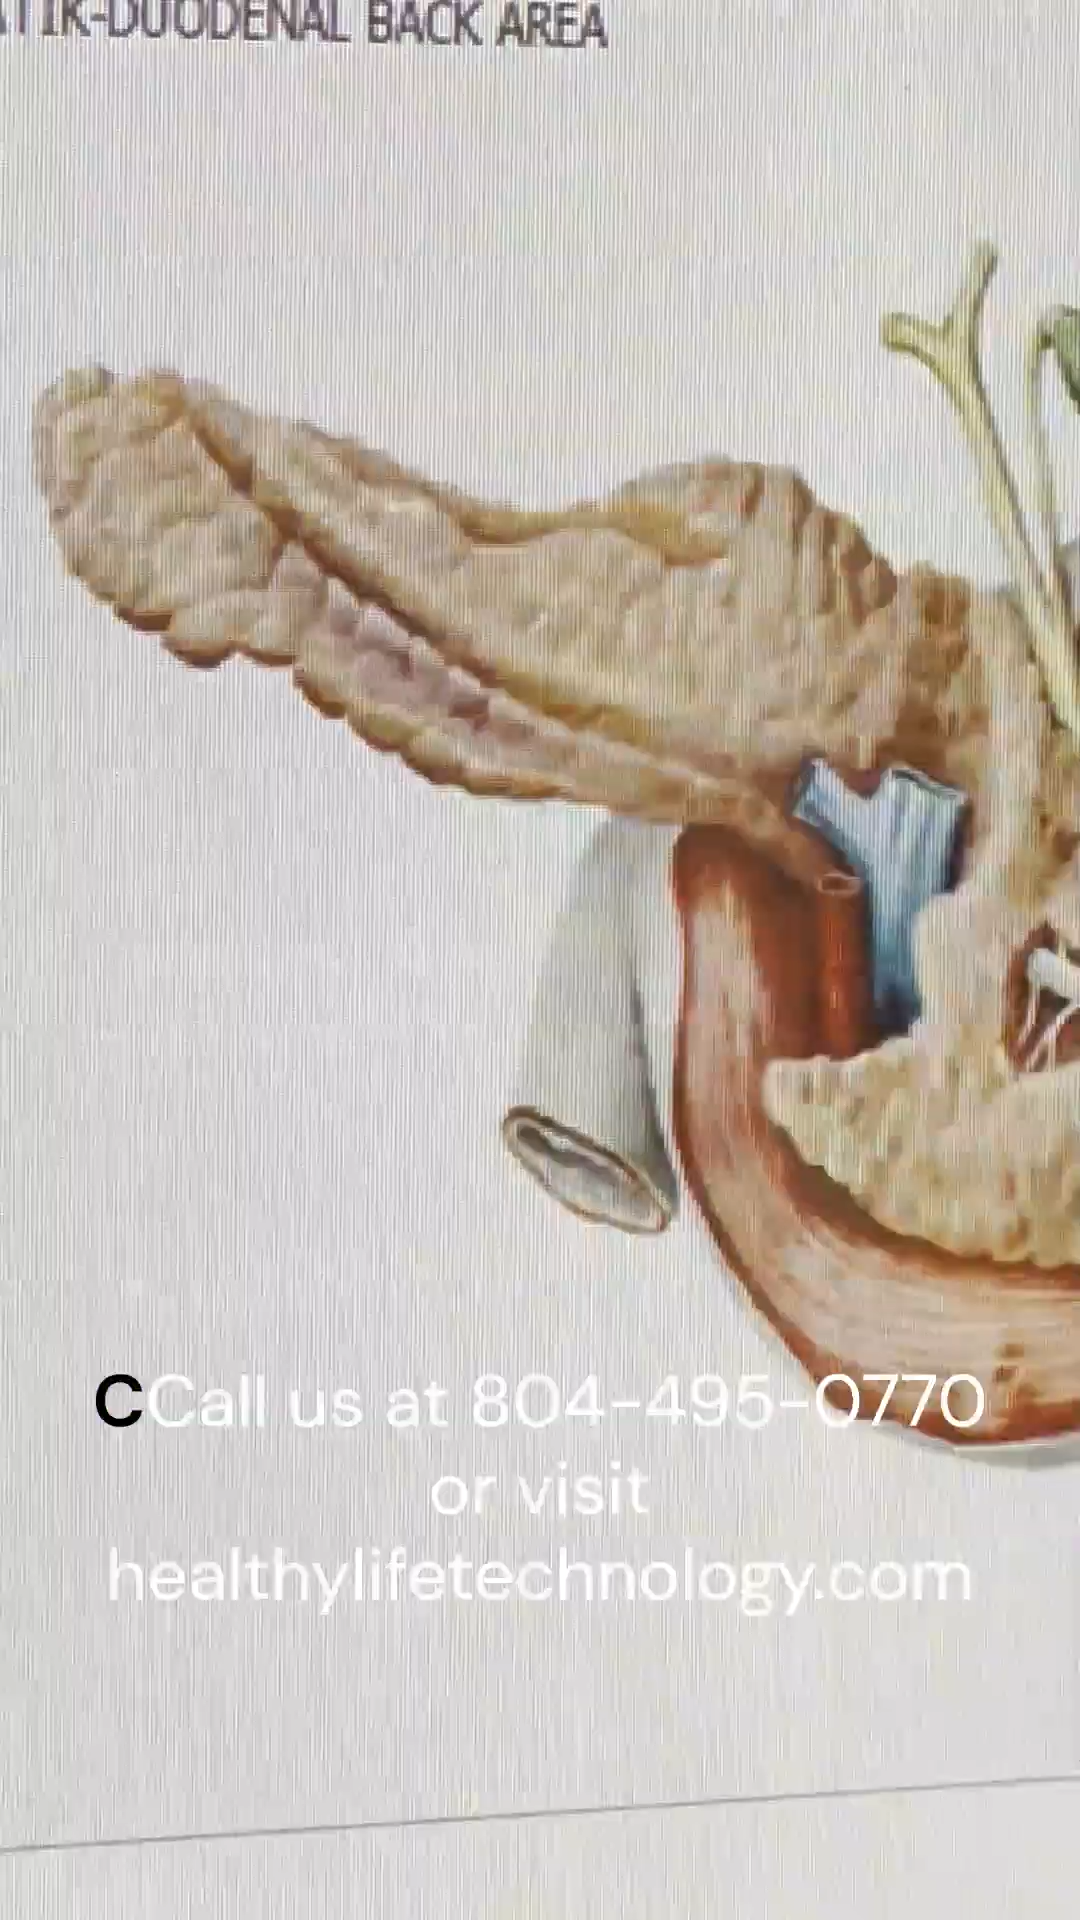 IK-DUODENAL BACK AREA
CCall us at 804-495-0770
or visit
healthylifetechnology.com